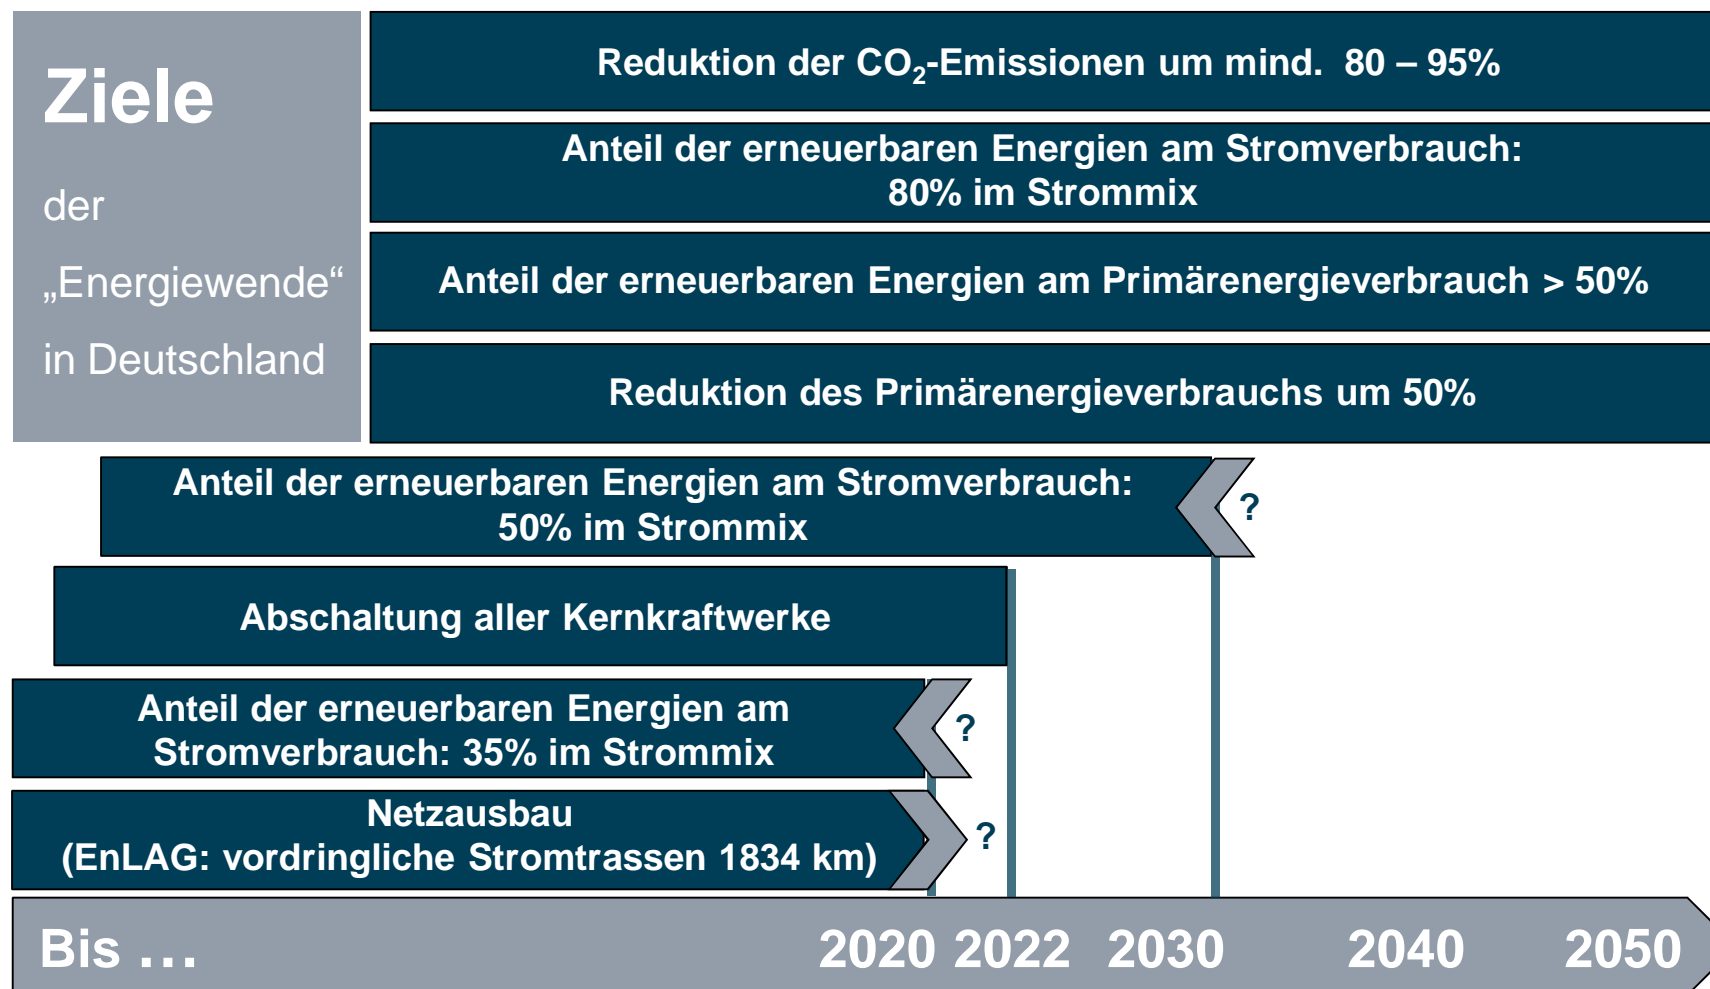 Ziele
der
„Energiewende“
in Deutschland
Reduktion der CO₂-Emissionen um mind. 80 – 95%
Anteil der erneuerbaren Energien am Stromverbrauch:
80% im Strommix
Anteil der erneuerbaren Energien am Primärenergieverbrauch > 50%
Reduktion des Primärenergieverbrauchs um 50%
Anteil der erneuerbaren Energien am Stromverbrauch:
50% im Strommix
?
Abschaltung aller Kernkraftwerke
Anteil der erneuerbaren Energien am
Stromverbrauch: 35% im Strommix
?
Netzausbau
(EnLAG: vordringliche Stromtrassen 1834 km)
?
Bis ... 2020 2022 2030 2040 2050